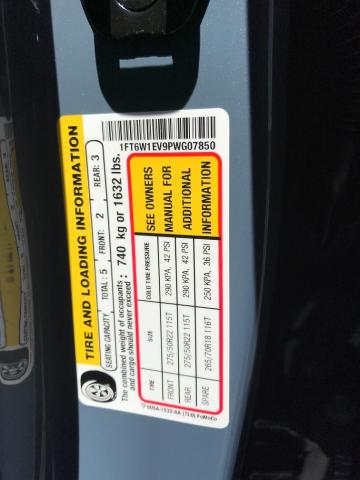 1FT6W1EV9PWG07850
TIRE AND LOADING INFORMATION
SEATING CAPACITY TOTAL: 5 FRONT: 2 REAR: 3
The combined weight of occupants and cargo should never exceed: 740 kg or 1632 lbs.
TIRE SIZE COLD TIRE PRESSURE
FRONT 275/50R22 115T 290 KPA, 42 PSI
REAR 275/50R22 115T 290 KPA, 42 PSI
SPARE 265/70R18 116T 250 KPA, 36 PSI
SEE OWNERS
MANUAL FOR
ADDITIONAL
INFORMATION